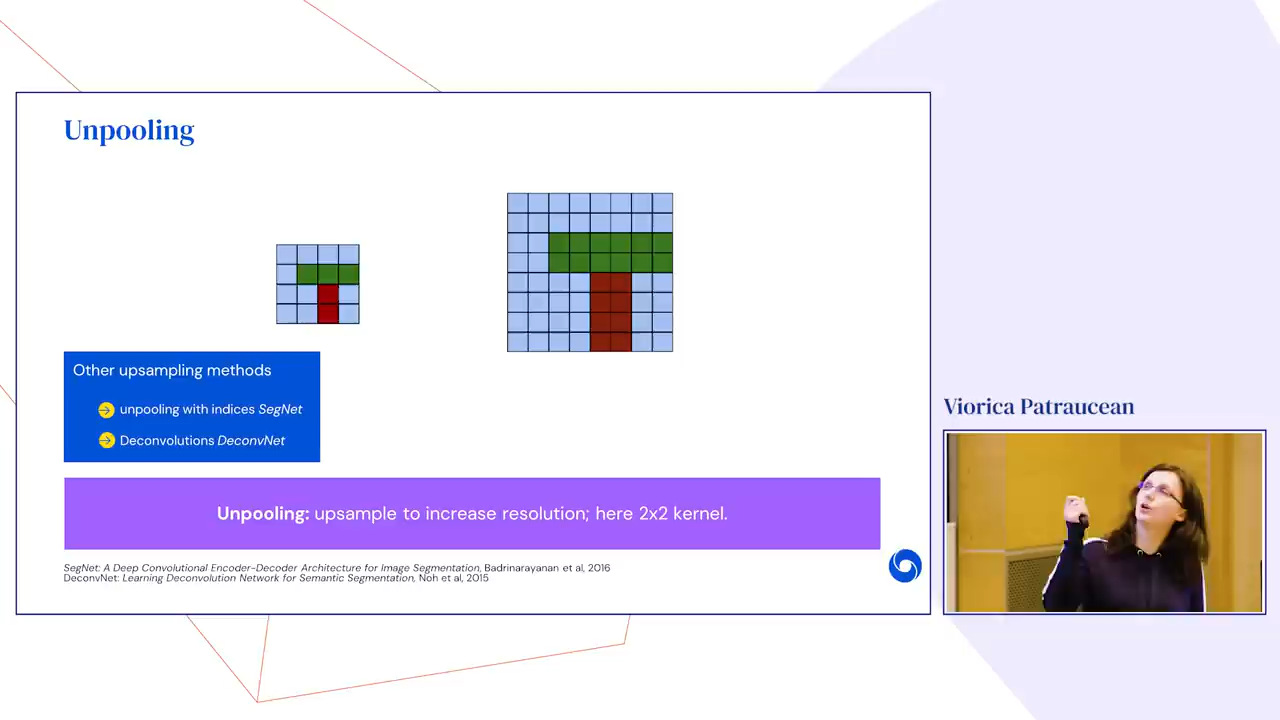 Unpooling
Other upsampling methods
unpooling with indices SegNet
Deconvolutions DeconvNet
Unpooling: upsample to increase resolution; here 2x2 kernel.
SegNet: A Deep Convolutional Encoder-Decoder Architecture for Image Segmentation, Badrinarayanan et al, 2016
DeconvNet: Learning Deconvolution Network for Semantic Segmentation, Noh et al, 2015
Viorica Patraucean